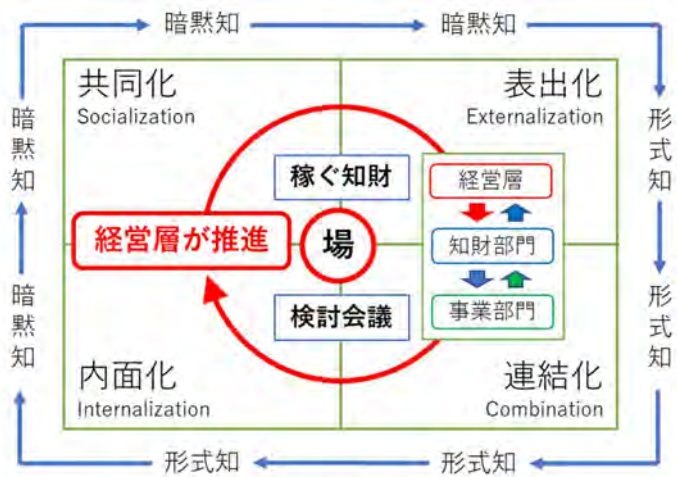 暗黙知
暗黙知
共同化
Socialization
表出化
Externalization
暗黙知
形式知
稼ぐ知財
経営層
経営層が推進
場
知財部門
検討会議
事業部門
暗黙知
形式知
内面化
Internalization
連結化
Combination
形式知
形式知